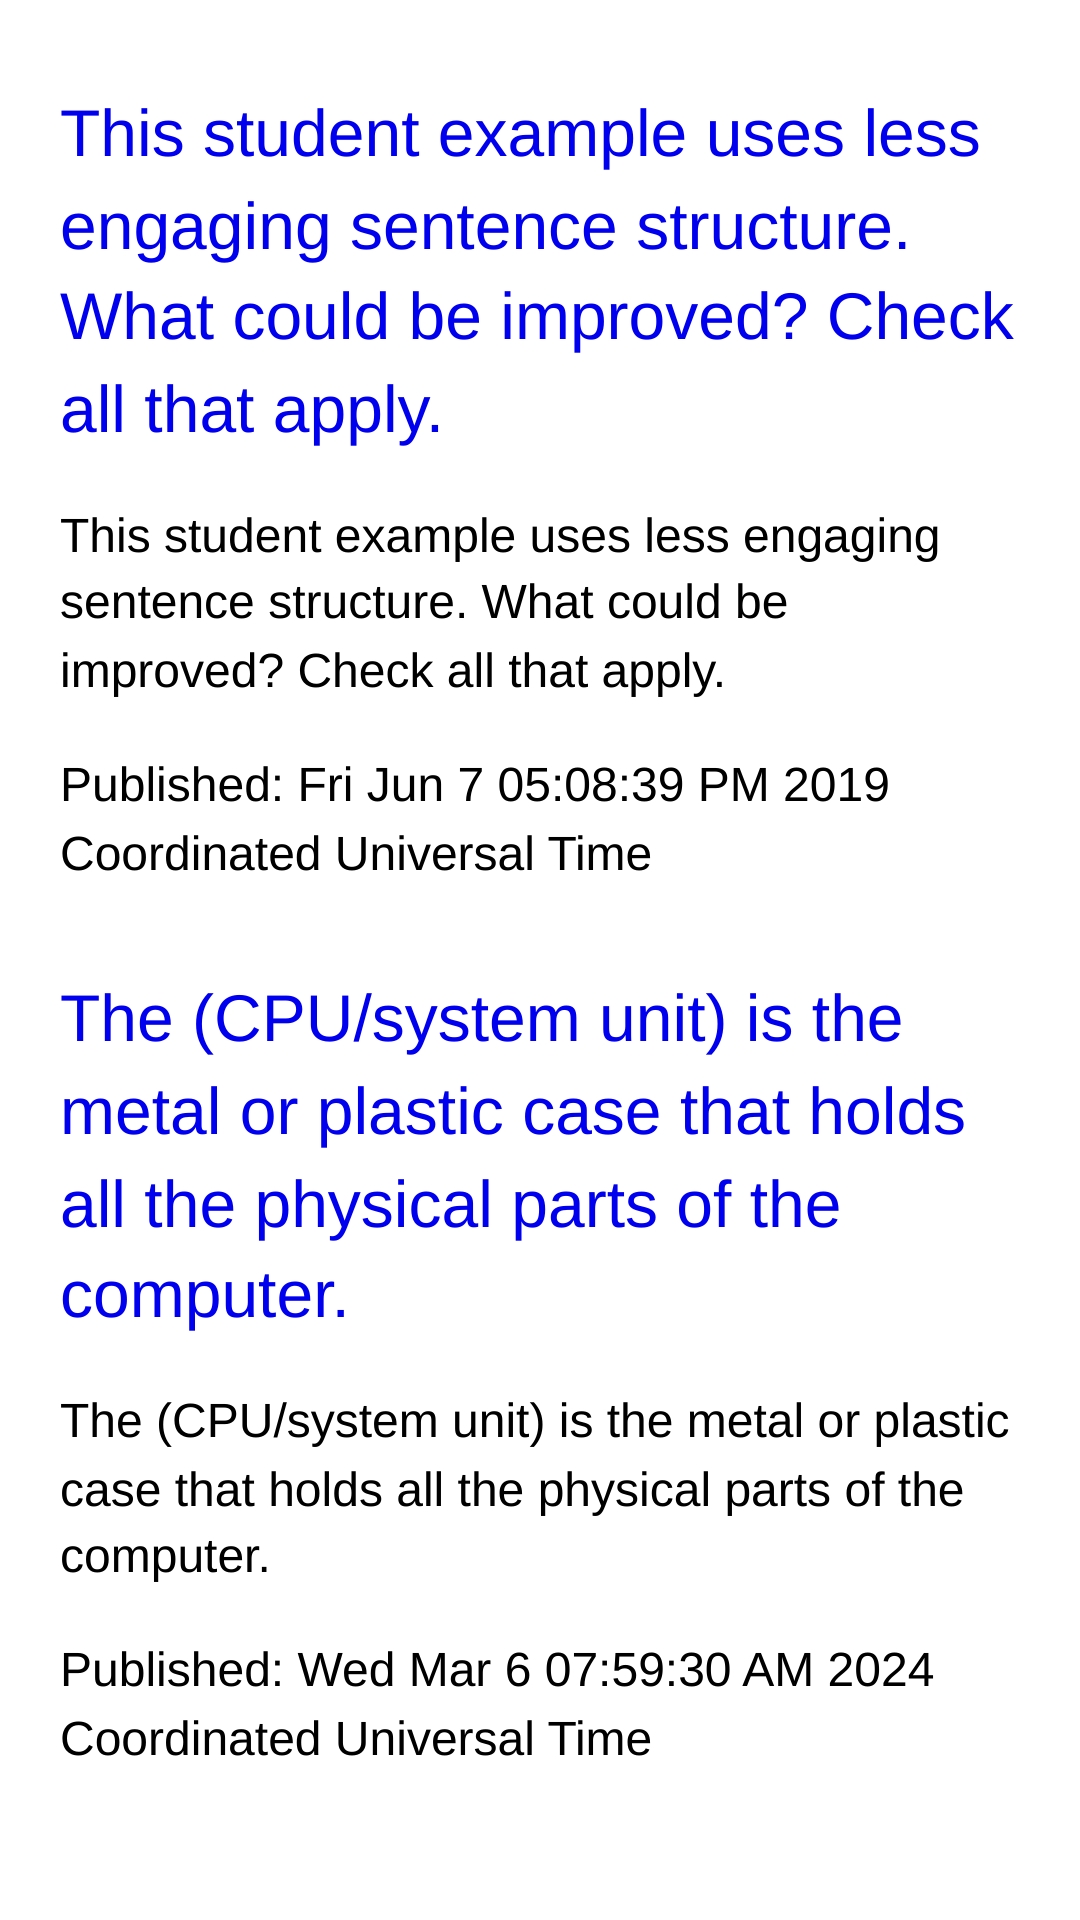 This student example uses less
engaging sentence structure.
What could be improved? Check
all that apply.
This student example uses less engaging
sentence structure. What could be
improved? Check all that apply.
Published: Fri Jun 7 05:08:39 PM 2019
Coordinated Universal Time
The (CPU/system unit) is the
metal or plastic case that holds
all the physical parts of the
computer.
The (CPU/system unit) is the metal or plastic
case that holds all the physical parts of the
computer.
Published: Wed Mar 6 07:59:30 AM 2024
Coordinated Universal Time